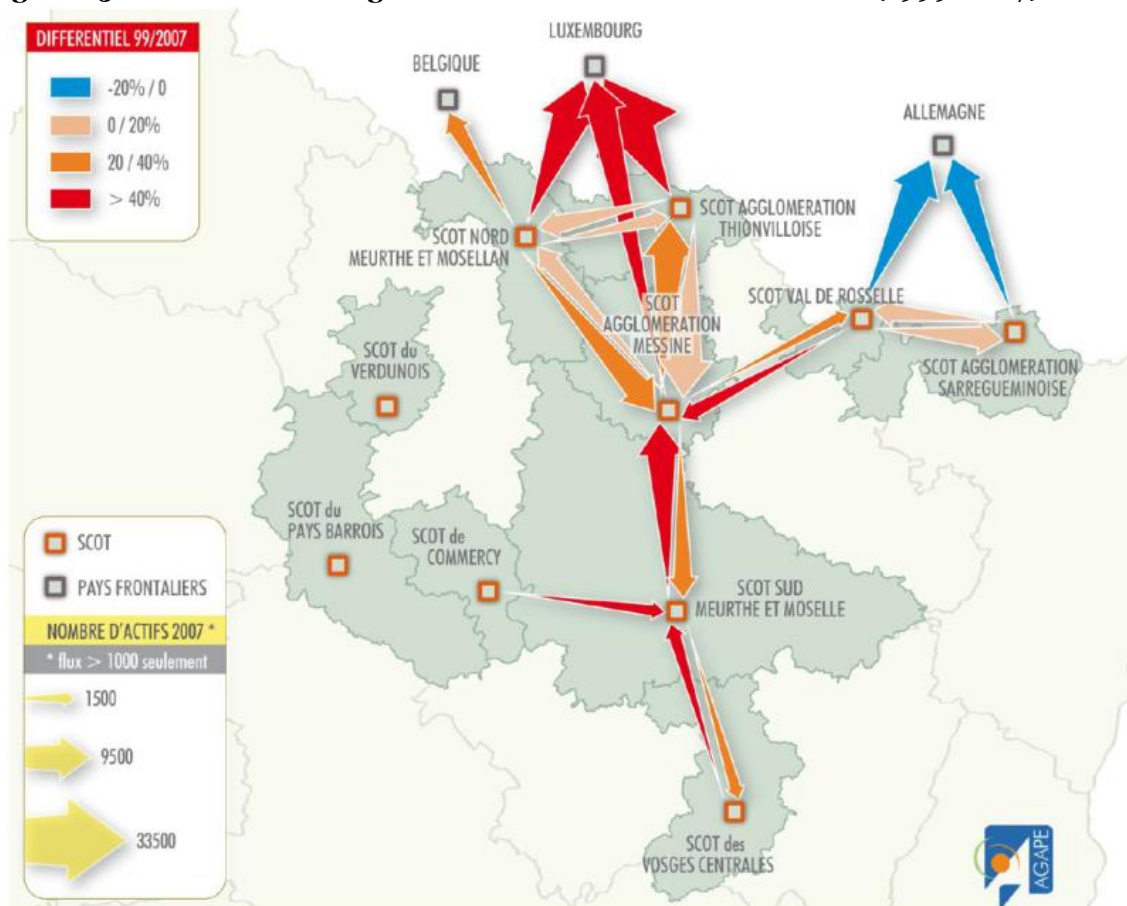 DIFFERENTIEL 99/2007
-20% / 0
0 / 20%
20 / 40%
> 40%
LUXEMBOURG
BELGIQUE
ALLEMAGNE
SCOT AGGLOMERATION
THIONVILLOISE
SCOT NORD
MEURTHE ET MOSELLAN
SCOT VAL DE ROSSELLE
SCOT
AGGLOMERATION
MESSINE
SCOT AGGLOMERATION
SARREGUEMINOISE
SCOT du
VERDUNOIS
SCOT du
PAYS BARROIS
SCOT de
COMMERCY
SCOT SUD
MEURTHE ET MOSELLE
SCOT des
VOSGES CENTRALES
SCOT
PAYS FRONTALIERS
NOMBRE D'ACTIFS 2007 *
* flux > 1000 seulement
1500
9500
33500
AGAPE